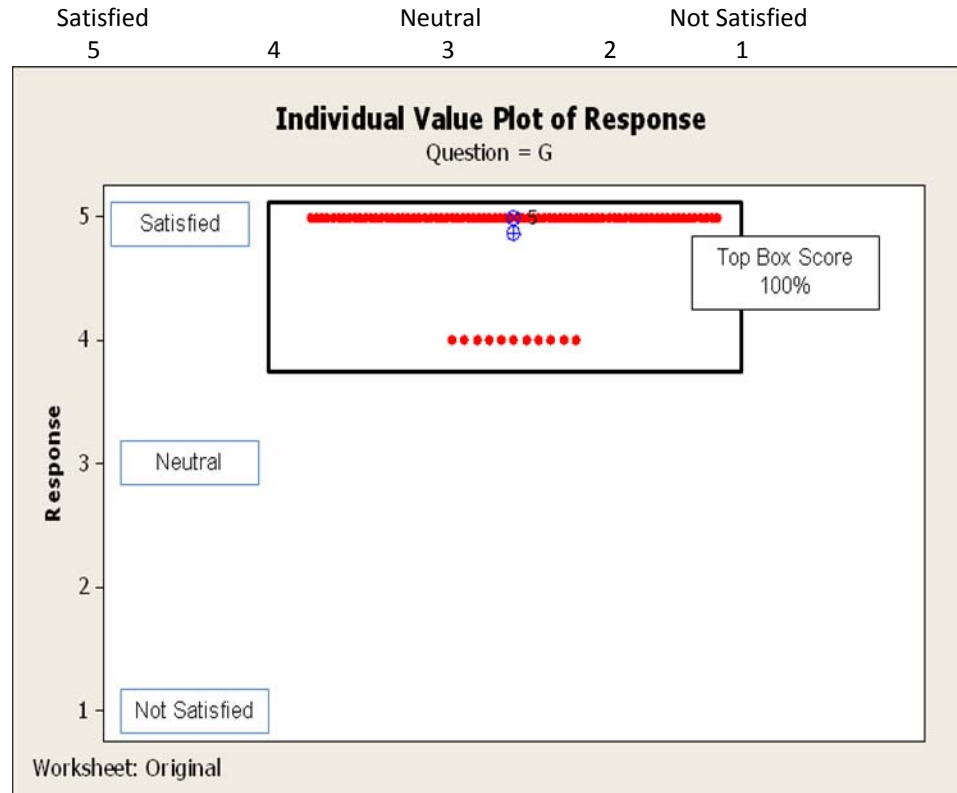 Satisfied Neutral Not Satisfied
5 4 3 2 1
Individual Value Plot of Response
Question = G
5
Satisfied
5
Top Box Score
100%
4
Response
3
Neutral
2
1
Not Satisfied
Worksheet: Original